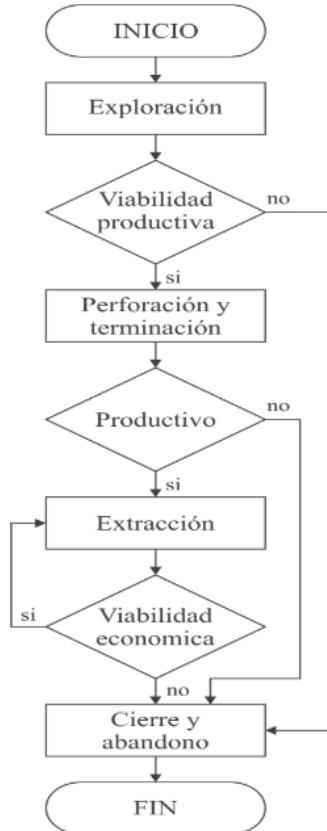 INICIO
Exploración
Viabilidad
productiva
no
si
Perforación y
terminación
Productivo
no
si
Extracción
si
Viabilidad
economica
no
Cierre y
abandono
FIN